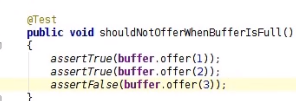 @Test
public void shouldNotOfferWhenBufferIsFull()
{
assertTrue(buffer.offer(1));
assertTrue(buffer.offer(2));
assertFalse(buffer.offer(3));
}